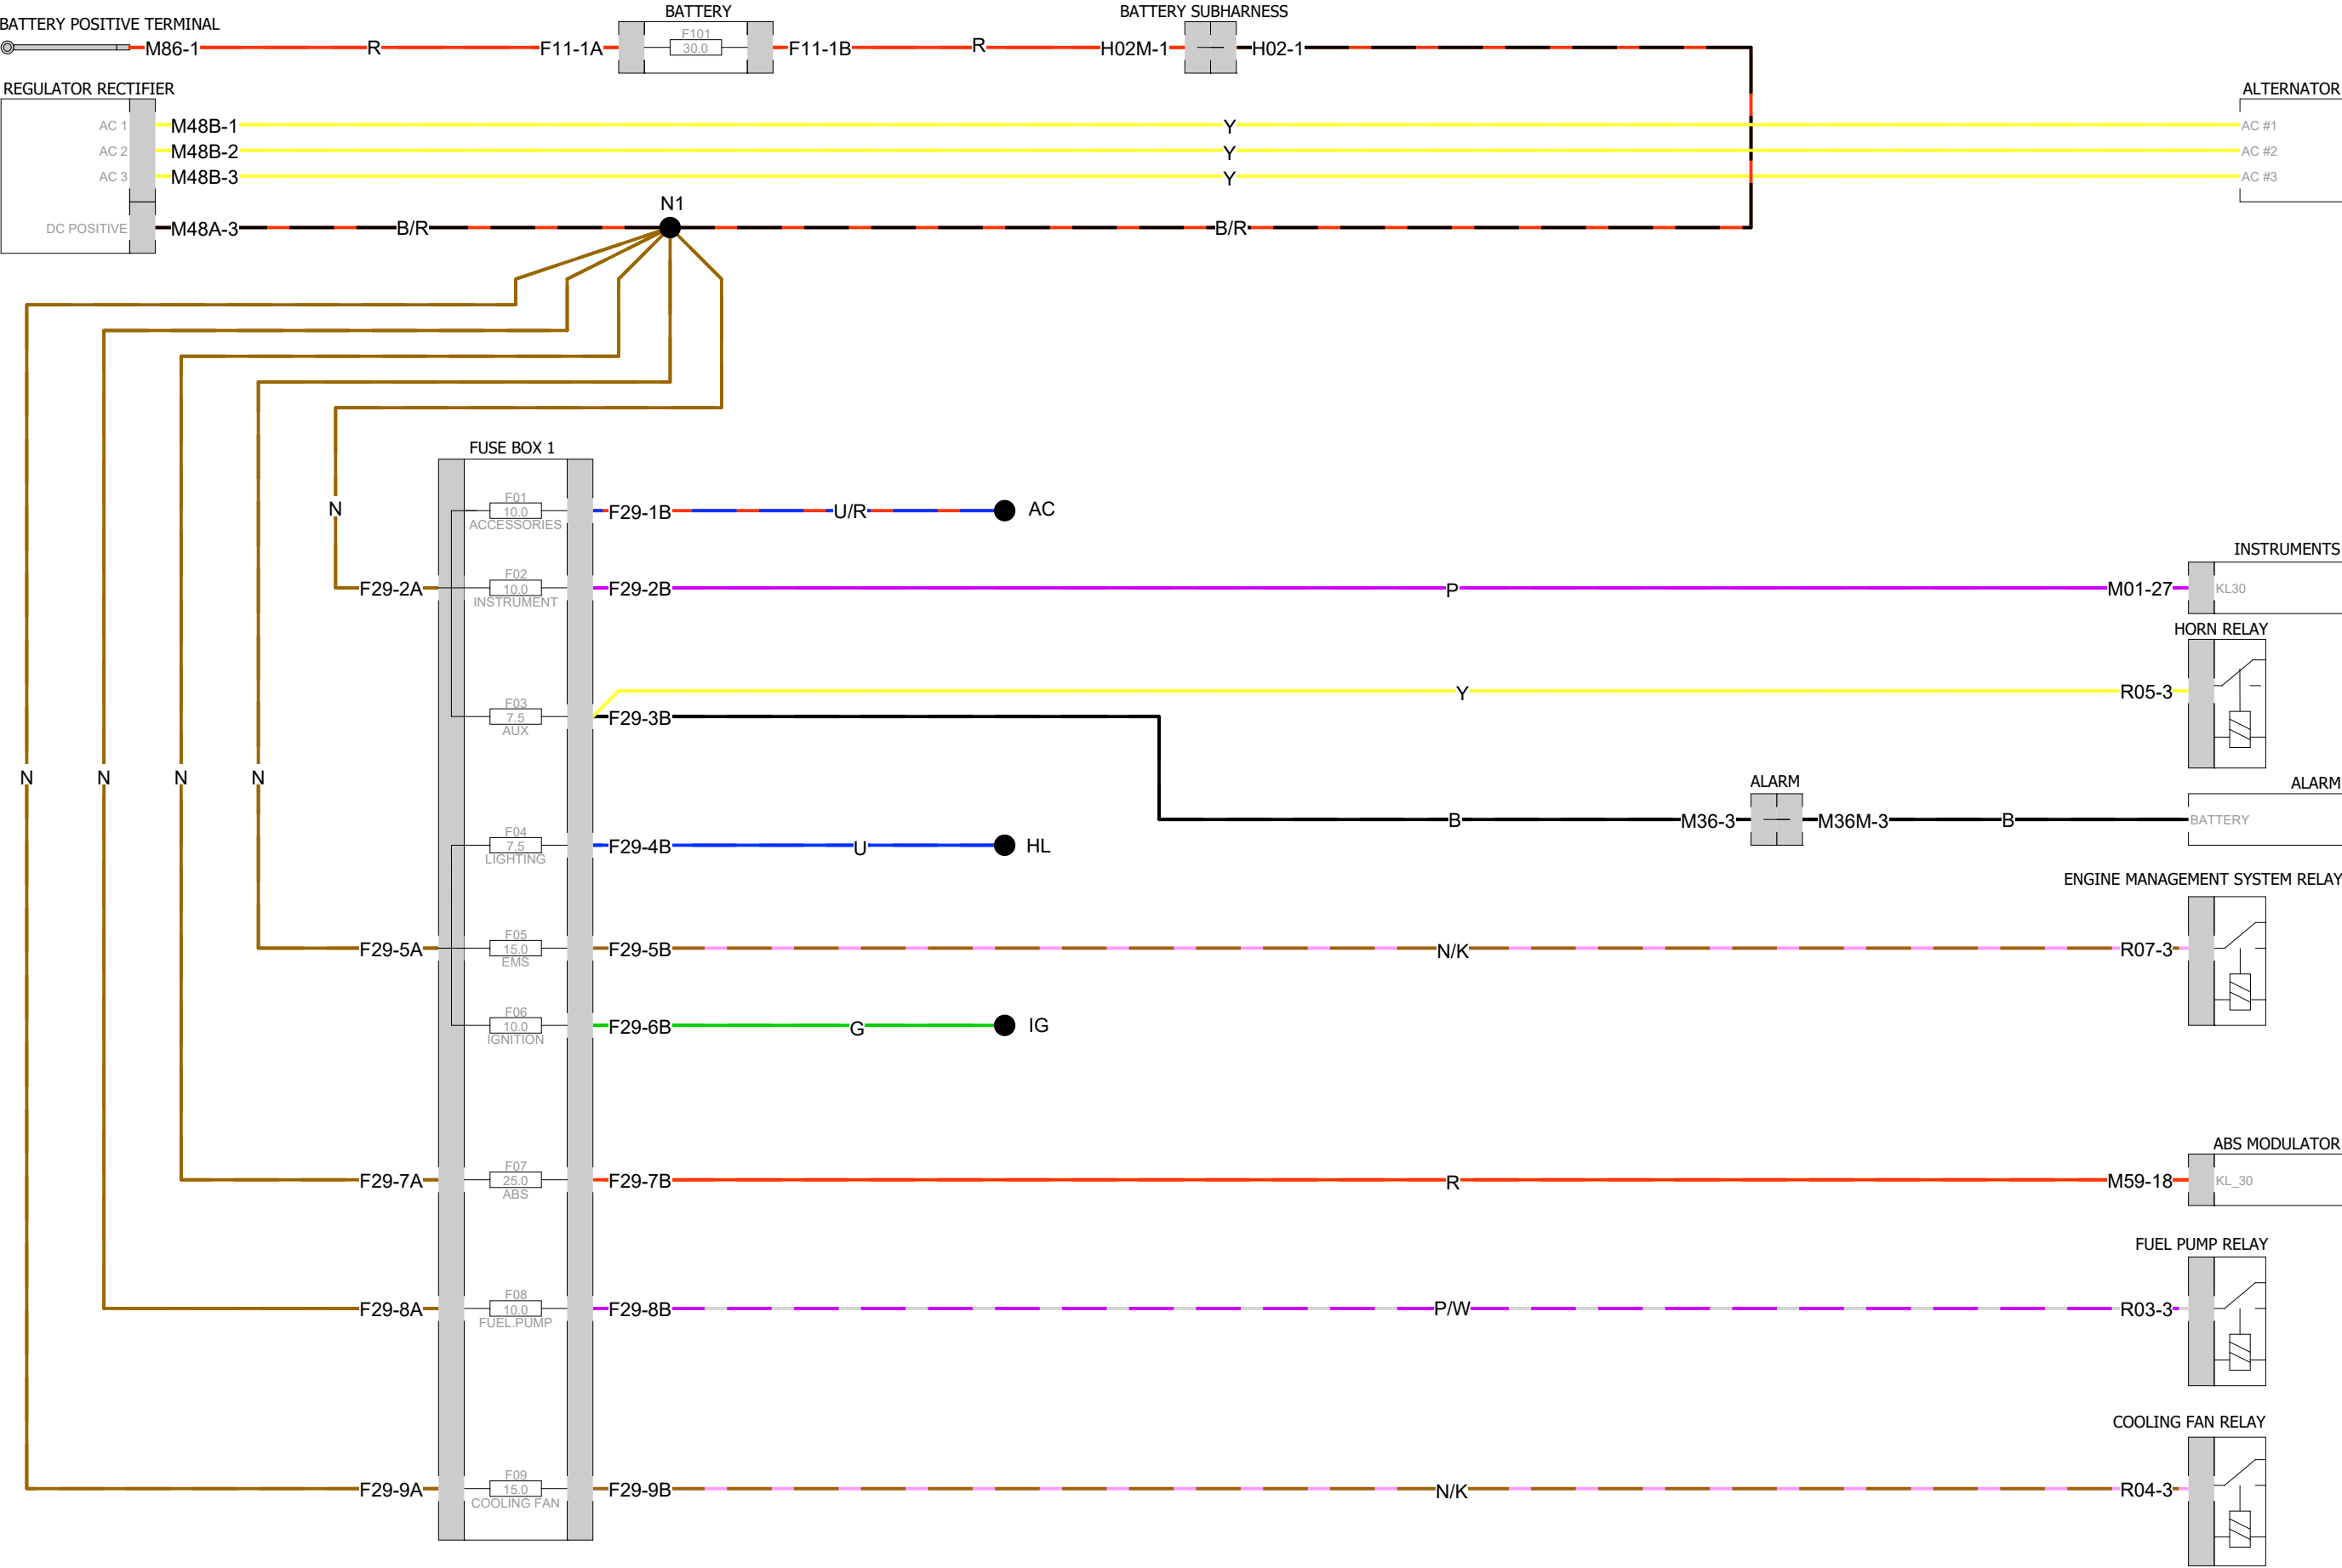 BATTERY POSITIVE TERMINAL
M86-1 R F11-1A
BATTERY
F101
30.0
F11-1B R H02M-1
BATTERY SUBHARNESS
H02-1
REGULATOR RECTIFIER
AC 1 M48B-1 Y AC #1
AC 2 M48B-2 Y AC #2
AC 3 M48B-3 Y AC #3
ALTERNATOR
DC POSITIVE M48A-3 B/R N1 B/R
FUSE BOX 1
N
F01
10.0
ACCESSORIES
F29-1B U/R AC
F29-2A
F02
10.0
INSTRUMENT
F29-2B P M01-27
INSTRUMENTS
KL30
HORN RELAY
Y R05-3
F03
7.5
AUX
F29-3B
N N N N
ALARM
ALARM
B M36-3 M36M-3 B BATTERY
F04
7.5
LIGHTING
F29-4B U HL
ENGINE MANAGEMENT SYSTEM RELAY
F29-5A
F05
15.0
EMS
F29-5B N/K R07-3
F06
10.0
IGNITION
F29-6B G IG
ABS MODULATOR
F29-7A
F07
25.0
ABS
F29-7B R M59-18 KL_30
FUEL PUMP RELAY
F29-8A
F08
10.0
FUEL.PUMP
F29-8B P/W R03-3
COOLING FAN RELAY
F29-9A
F09
15.0
COOLING FAN
F29-9B N/K R04-3